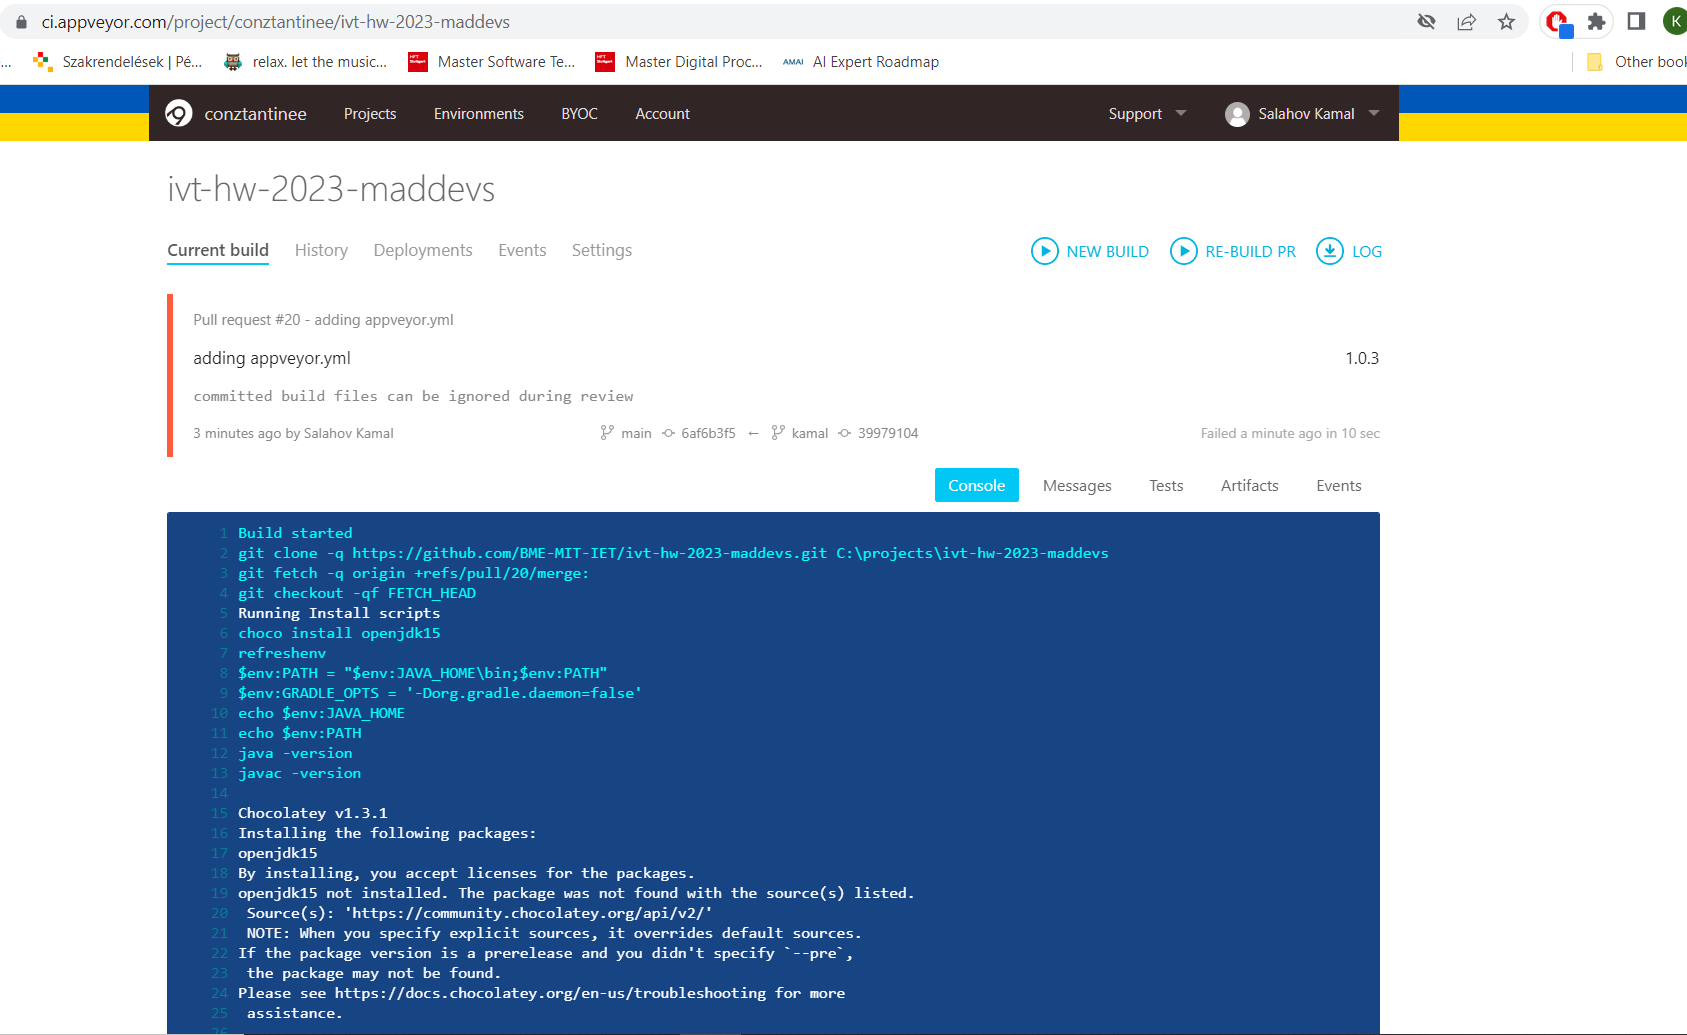 ci.appveyor.com/project/conztantinee/ivt-hw-2023-maddevs
K
... Szakrendelések | Pé... relax. let the music... Master Software Te... Master Digital Proc... AMAI AI Expert Roadmap Other book
conztantinee Projects Environments BYOC Account Support Salahov Kamal
ivt-hw-2023-maddevs
Current build History Deployments Events Settings NEW BUILD RE-BUILD PR LOG
Pull request #20 - adding appveyor.yml
adding appveyor.yml 1.0.3
committed build files can be ignored during review
3 minutes ago by Salahov Kamal main 6af6b3f5 ← kamal 39979104 Failed a minute ago in 10 sec
Console Messages Tests Artifacts Events
1 Build started
2 git clone -q https://github.com/BME-MIT-IET/ivt-hw-2023-maddevs.git C:\projects\ivt-hw-2023-maddevs
3 git fetch -q origin +refs/pull/20/merge:
4 git checkout -qf FETCH_HEAD
5 Running Install scripts
6 choco install openjdk15
7 refreshenv
8 $env:PATH = "$env:JAVA_HOME\bin;$env:PATH"
9 $env:GRADLE_OPTS = '-Dorg.gradle.daemon=false'
10 echo $env:JAVA_HOME
11 echo $env:PATH
12 java -version
13 javac -version
14
15 Chocolatey v1.3.1
16 Installing the following packages:
17 openjdk15
18 By installing, you accept licenses for the packages.
19 openjdk15 not installed. The package was not found with the source(s) listed.
20 Source(s): 'https://community.chocolatey.org/api/v2/'
21 NOTE: When you specify explicit sources, it overrides default sources.
22 If the package version is a prerelease and you didn't specify `--pre`,
23 the package may not be found.
24 Please see https://docs.chocolatey.org/en-us/troubleshooting for more
25 assistance.
26